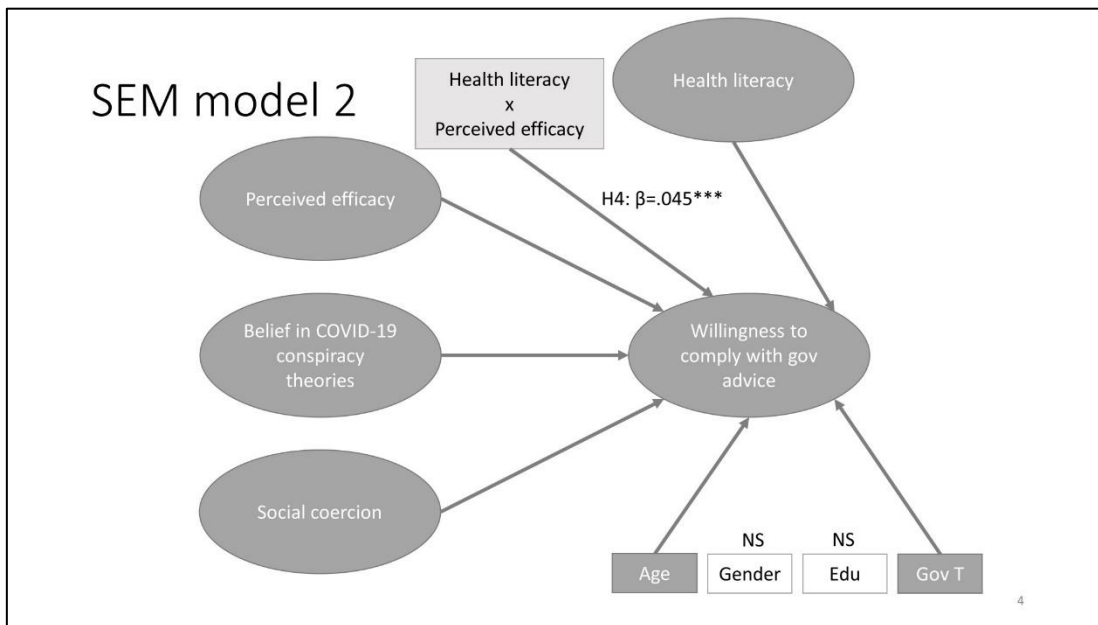 SEM model 2
Health literacy
x
Perceived efficacy
Health literacy
Perceived efficacy
H4: β=.045***
Belief in COVID-19
conspiracy
theories
Willingness to
comply with gov
advice
Social coercion
NS
NS
Age
Gender
Edu
Gov T
4